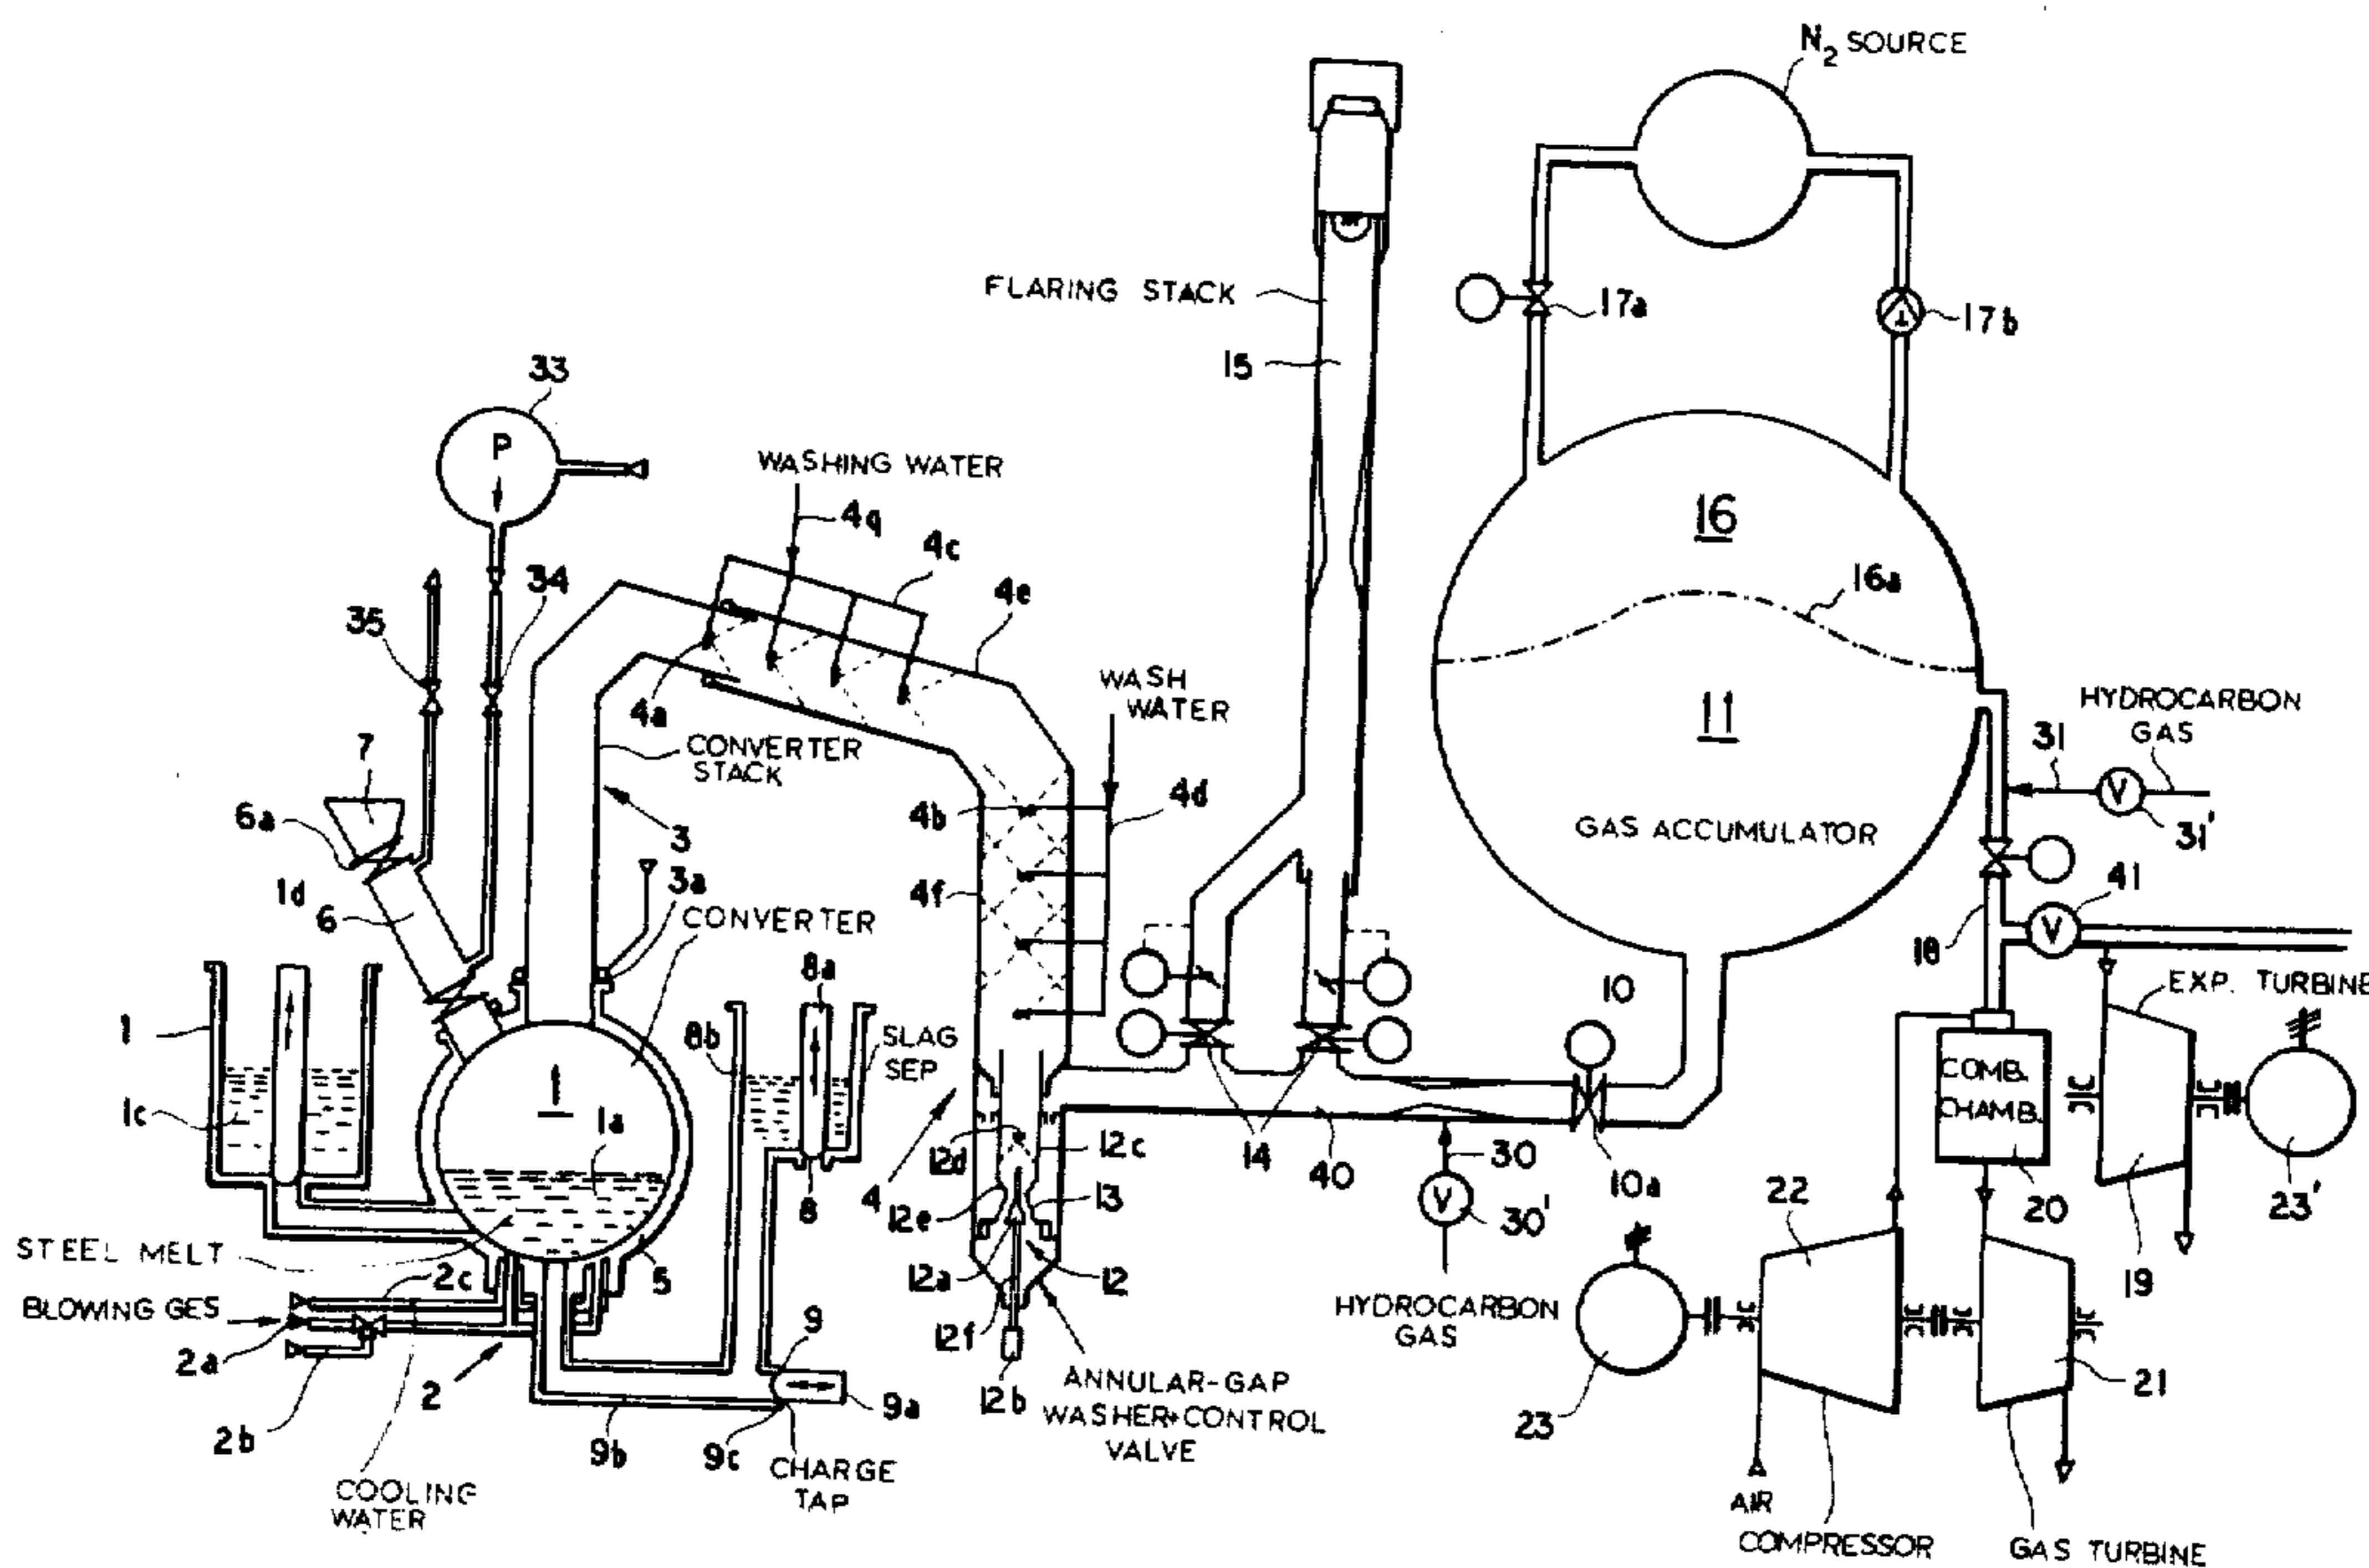 N2 SOURCE
FLARING STACK
17a
17b
15
33
P
WASHING WATER
4q
4c
16
34
4e
16a
35
WASH
WATER
4a
HYDROCARBON
GAS
11
31
7
CONVERTER
STACK
4b
4d
6a
3
31'
GAS ACCUMULATOR
3a
4f
41
1d
6
CONVERTER
V
V
18
8a
10
EXP. TURBINE
1
8b
SLAG
SEP
COMB.
CHAMB.
1
1c
1a
12d
12c
14
40
30
10a
4
12e
13
8
V
30'
22
20
23'
STEEL MELT
5
2c
12a
12
19
BLOWING GES
HYDROCARBON
GAS
12f
9
2a
2
12b
ANNULAR-GAP
WASHER+CONTROL
VALVE
9a
21
23
2b
9b
9c
CHARGE
TAP
COOLING
WATER
AIR
COMPRESSOR
GAS TURBINE